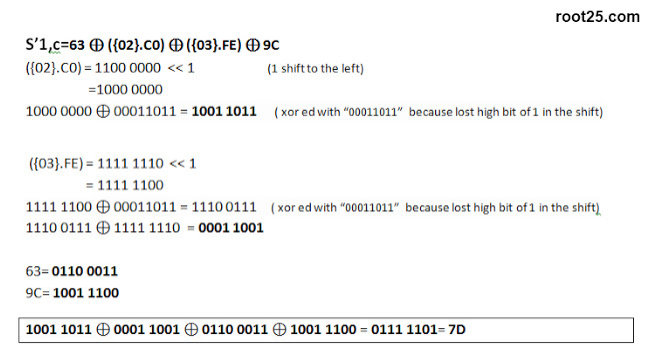 root25.com
S’1,c=63 ⊕ ({02}.C0) ⊕ ({03}.FE) ⊕ 9C
({02}.C0) = 1100 0000 << 1 (1 shift to the left)
=1000 0000
1000 0000 ⊕ 00011011 = 1001 1011 ( xor ed with “00011011” because lost high bit of 1 in the shift)
({03}.FE) = 1111 1110 << 1
= 1111 1100
1111 1100 ⊕ 00011011 = 1110 0111 ( xor ed with “00011011” because lost high bit of 1 in the shift)
1110 0111 ⊕ 1111 1110 = 0001 1001
63= 0110 0011
9C= 1001 1100
1001 1011 ⊕ 0001 1001 ⊕ 0110 0011 ⊕ 1001 1100 = 0111 1101= 7D